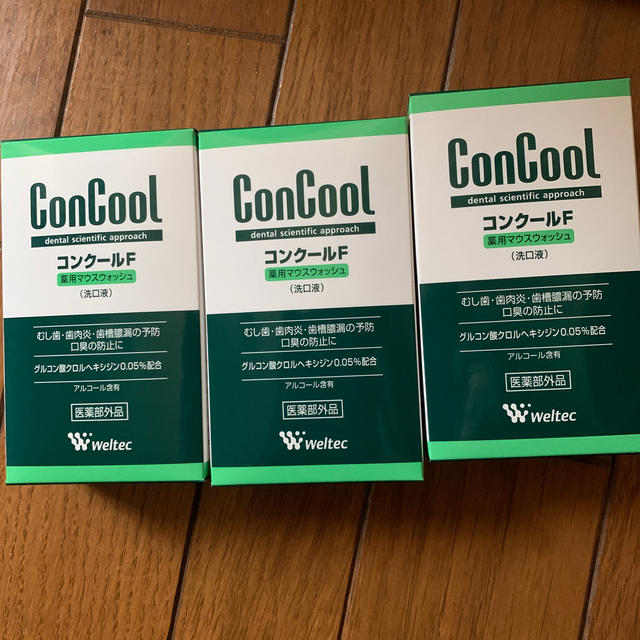 ConCool
dental scientific approach
コンクールF
薬用マウスウォッシュ
(洗口液)
むし歯・歯肉炎・歯槽膿漏の予防
口臭の防止に
グルコン酸クロルヘキシジン0.05%配合
アルコール含有
医薬部外品
Weltec
ConCool
dental scientific approach
コンクールF
薬用マウスウォッシュ
(洗口液)
むし歯・歯肉炎・歯槽膿漏の予防
口臭の防止に
グルコン酸クロルヘキシジン0.05%配合
アルコール含有
医薬部外品
Weltec
ConCool
dental scientific approach
コンクールF
薬用マウスウォッシュ
(洗口液)
むし歯・歯肉炎・歯槽膿漏の予防
口臭の防止に
グルコン酸クロルヘキシジン0.05%配合
アルコール含有
医薬部外品
Weltec